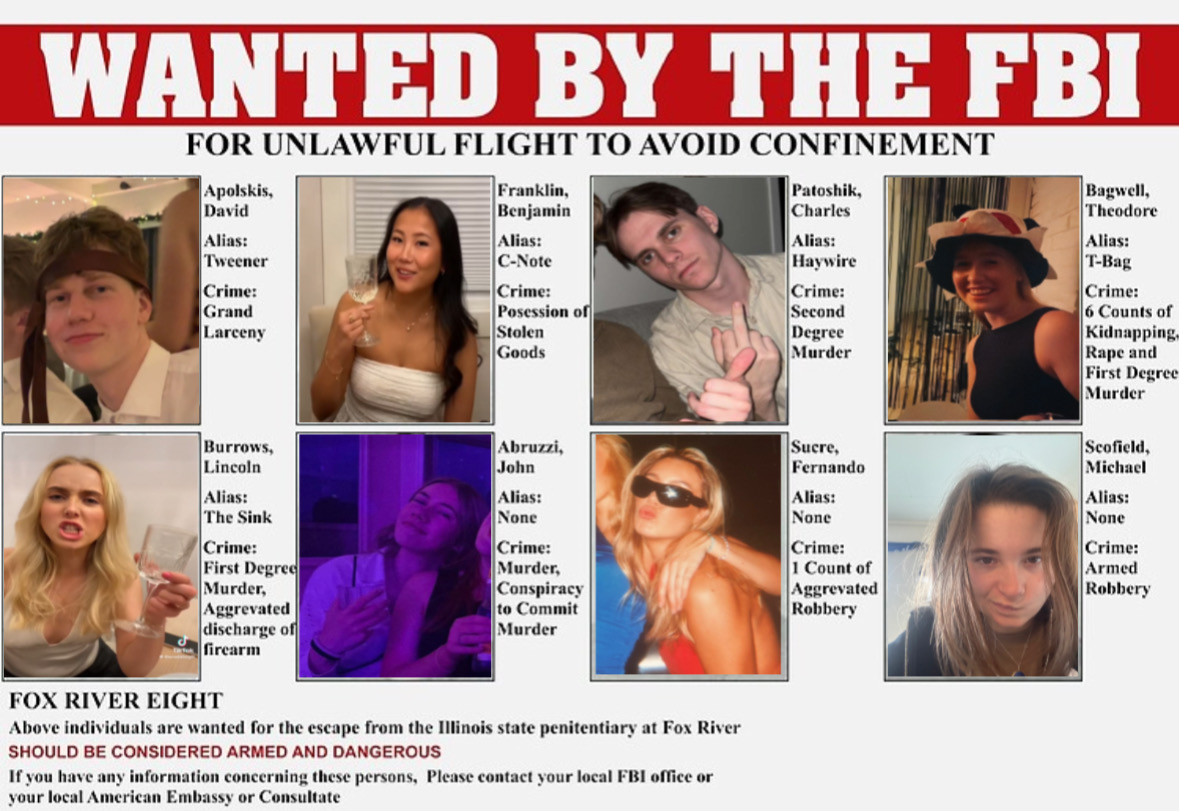 WANTED BY THE FBI
FOR UNLAWFUL FLIGHT TO AVOID CONFINEMENT
Apolskis,
David
Alias:
Tweener
Crime:
Grand
Larceny
Franklin,
Benjamin
Alias:
C-Note
Crime:
Posession of
Stolen
Goods
Patoshik,
Charles
Alias:
Haywire
Crime:
Second
Degree
Murder
Bagwell,
Theodore
Alias:
T-Bag
Crime:
6 Counts of
Kidnapping,
Rape and
First Degree
Murder
Burrows,
Lincoln
Alias:
The Sink
Crime:
First Degree
Murder,
Aggrevated
discharge of
firearm
TikTok
Abruzzi,
John
Alias:
None
Crime:
Murder,
Conspiracy
to Commit
Murder
Sucre,
Fernando
Alias:
None
Crime:
1 Count of
Aggrevated
Robbery
Scofield,
Michael
Alias:
None
Crime:
Armed
Robbery
FOX RIVER EIGHT
Above individuals are wanted for the escape from the Illinois state penitentiary at Fox River
SHOULD BE CONSIDERED ARMED AND DANGEROUS
If you have any information concerning these persons, Please contact your local FBI office or
your local American Embassy or Consultate